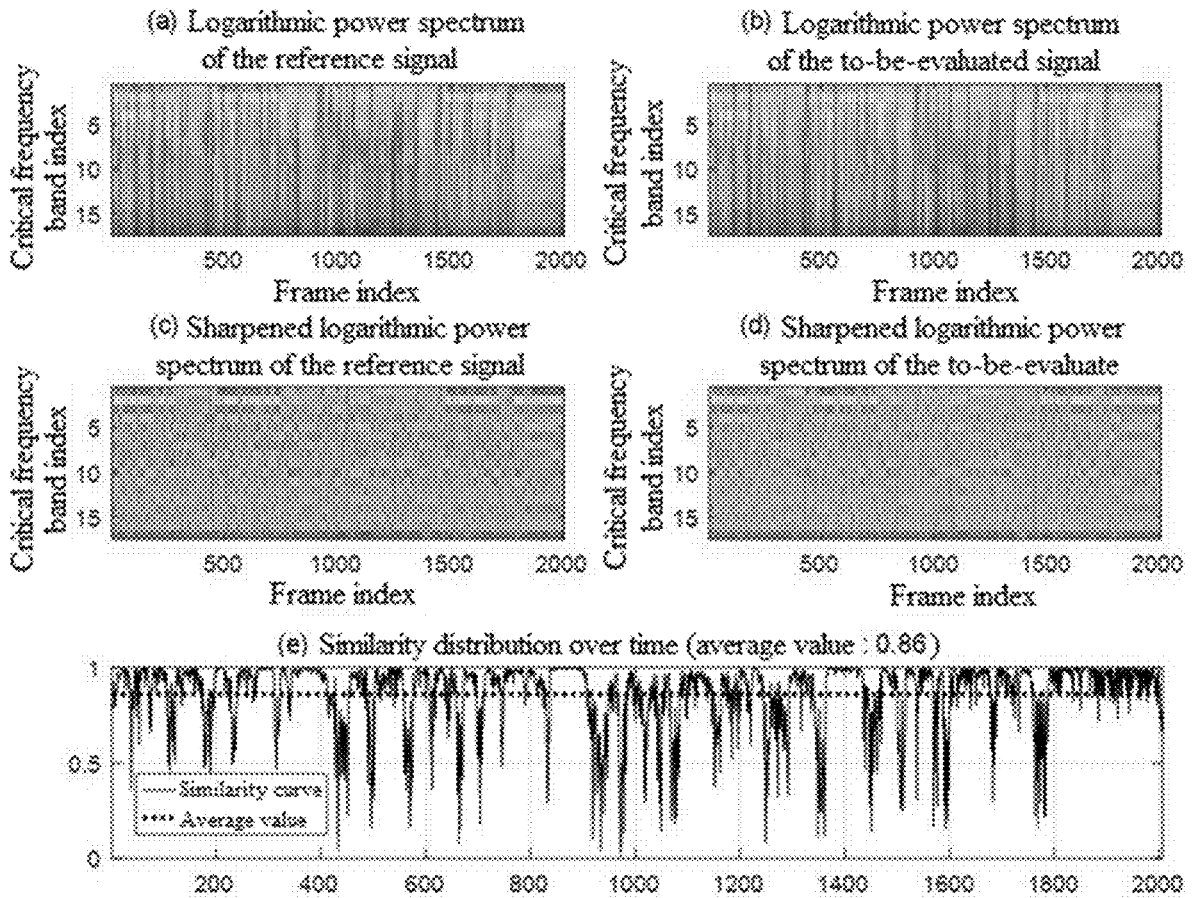 (a) Logarithmic power spectrum
of the reference signal
Critical frequency
band index
5
10
15
500 1000 1500 2000
Frame index
(b) Logarithmic power spectrum
of the to-be-evaluated signal
Critical frequency
band index
5
10
15
500 1000 1500 2000
Frame index
(c) Sharpened logarithmic power
spectrum of the reference signal
Critical frequency
band index
5
10
15
500 1000 1500 2000
Frame index
(d) Sharpened logarithmic power
spectrum of the to-be-evaluate
Critical frequency
band index
5
10
15
500 1000 1500 2000
Frame index
(e) Similarity distribution over time (average value : 0.86)
1
0.5
0
Similarity curve
Average value
200 400 600 800 1000 1200 1400 1600 1800 2000